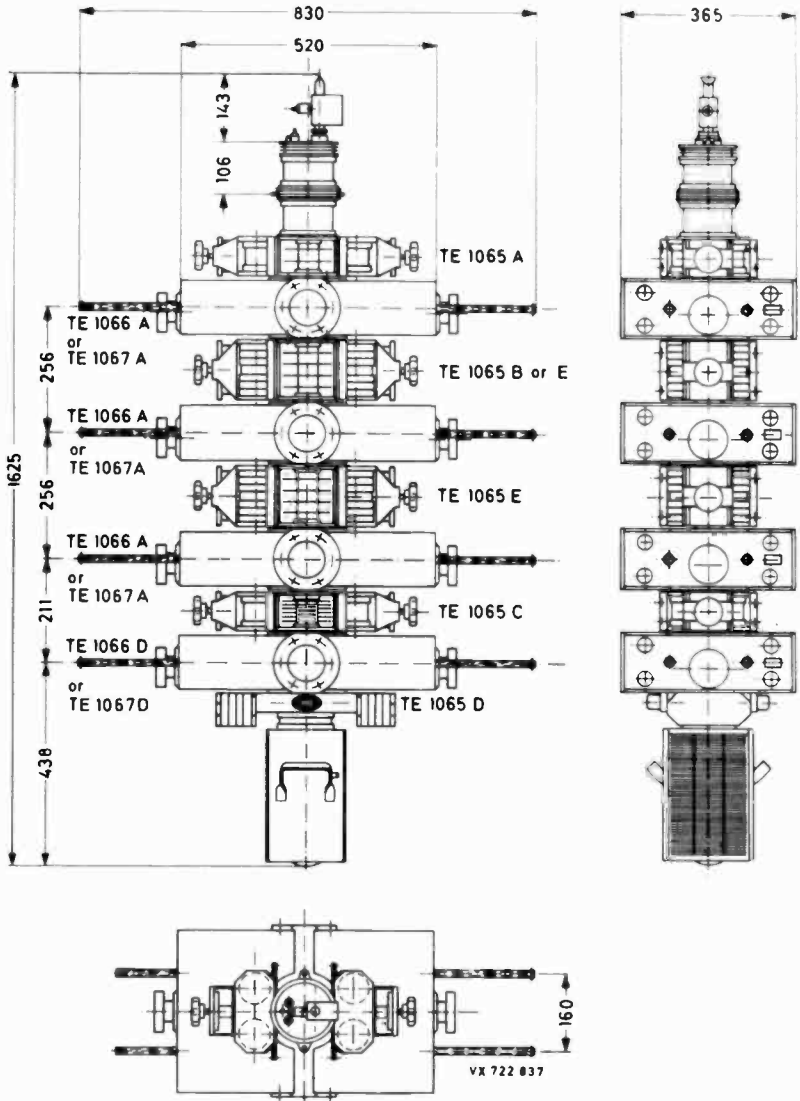 830
365
520
143
106
TE 1065 A
TE 1066 A
or
TE 1067 A
256
TE 1065 B or E
TE 1066 A
or
TE 1067A
1625
256
TE 1065 E
TE 1066 A
or
TE 1067A
211
TE 1065 C
TE 1066 D
or
TE 1067D
TE 1065 D
438
160
VX 722 837